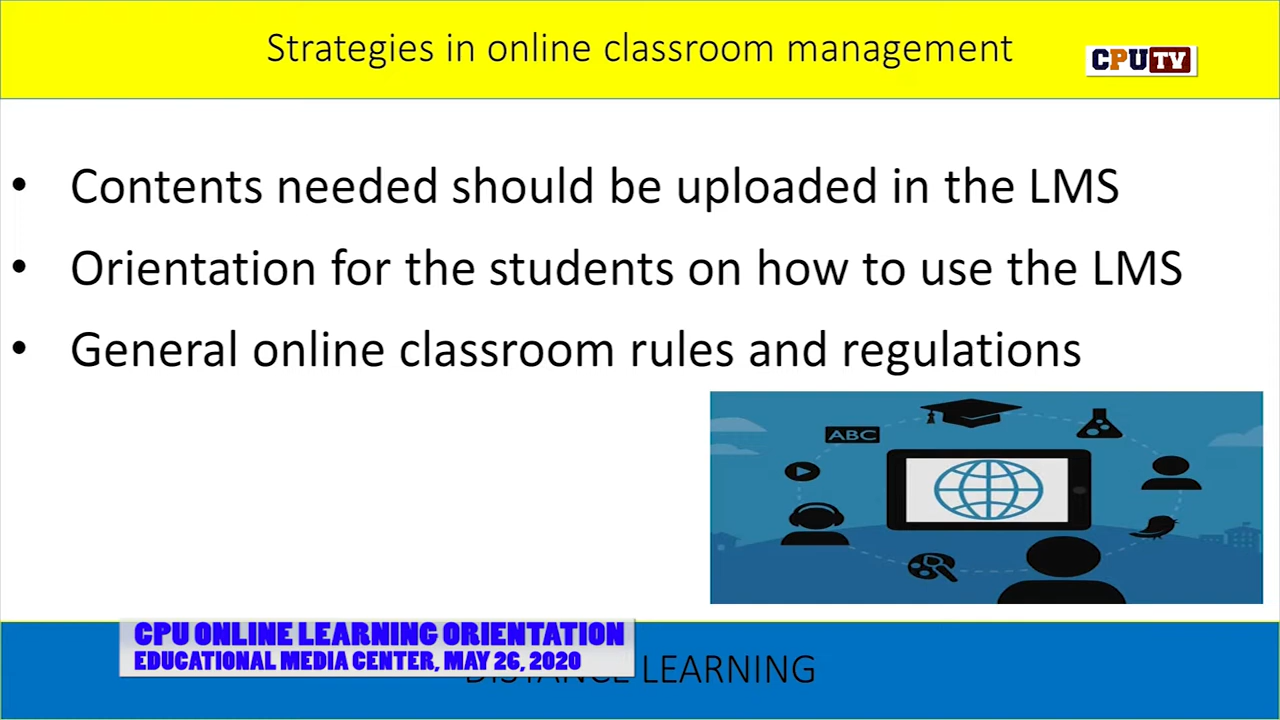 Strategies in online classroom management
CPUTV
• Contents needed should be uploaded in the LMS
• Orientation for the students on how to use the LMS
• General online classroom rules and regulations
ABC
CPU ONLINE LEARNING ORIENTATION
EDUCATIONAL MEDIA CENTER, MAY 26, 2020
LEARNING